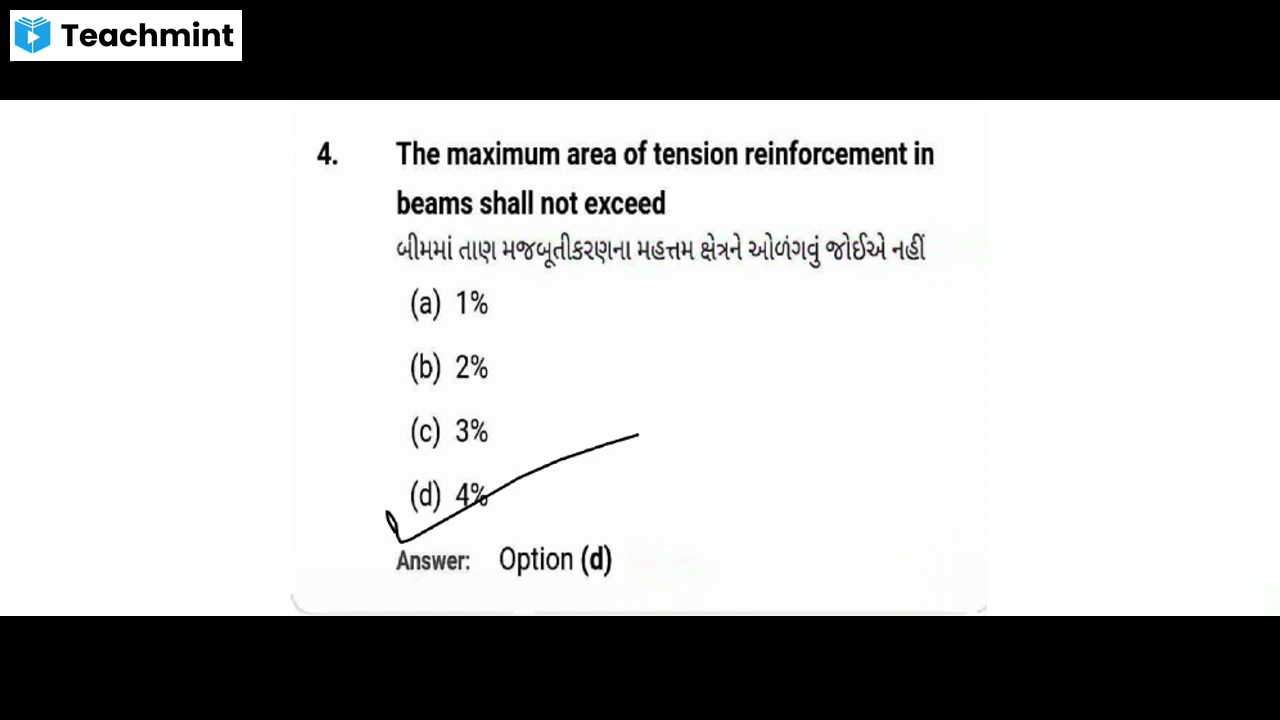 Teachmint
4. The maximum area of tension reinforcement in
beams shall not exceed
બીમમાં તાણ મજબૂતીકરણના મહત્તમ ક્ષેત્રને ઓળંગવું જોઈએ નહીં
(a) 1%
(b) 2%
(c) 3%
(d) 4%
Answer: Option (d)